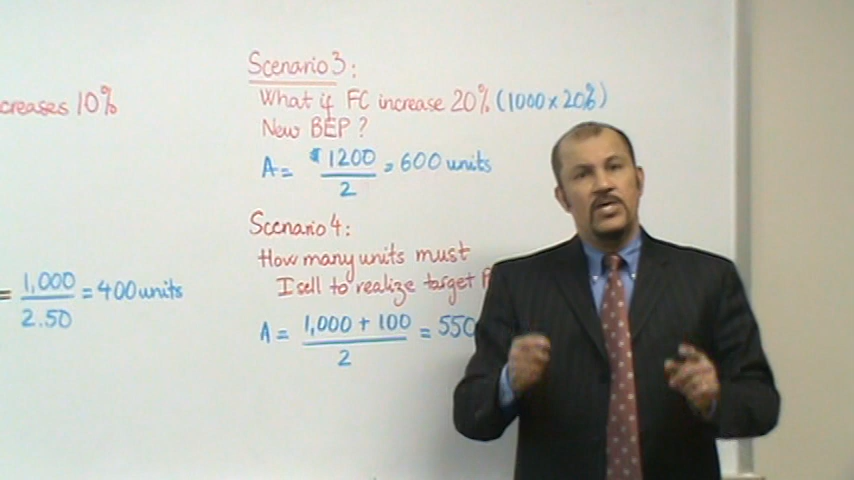 creases 10%
= 1,000 / 2.50 = 400 units
Scenario 3:
What if FC increase 20% (1000 x 20%)
New BEP?
A = $1200 / 2 = 600 units
Scenario 4:
How many units must
I sell to realize target P
A = 1,000 + 100 / 2 = 550